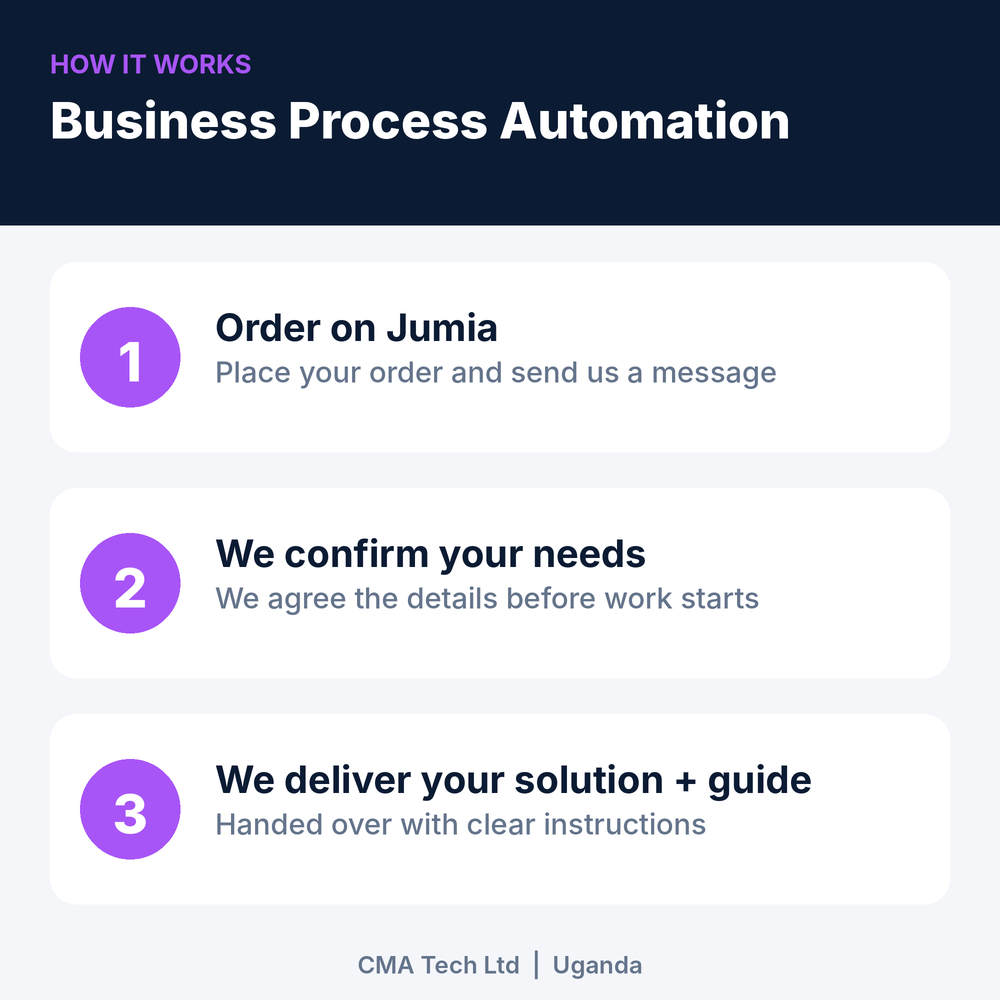 HOW IT WORKS
Business Process Automation
1
Order on Jumia
Place your order and send us a message
2
We confirm your needs
We agree the details before work starts
3
We deliver your solution + guide
Handed over with clear instructions
CMA Tech Ltd | Uganda